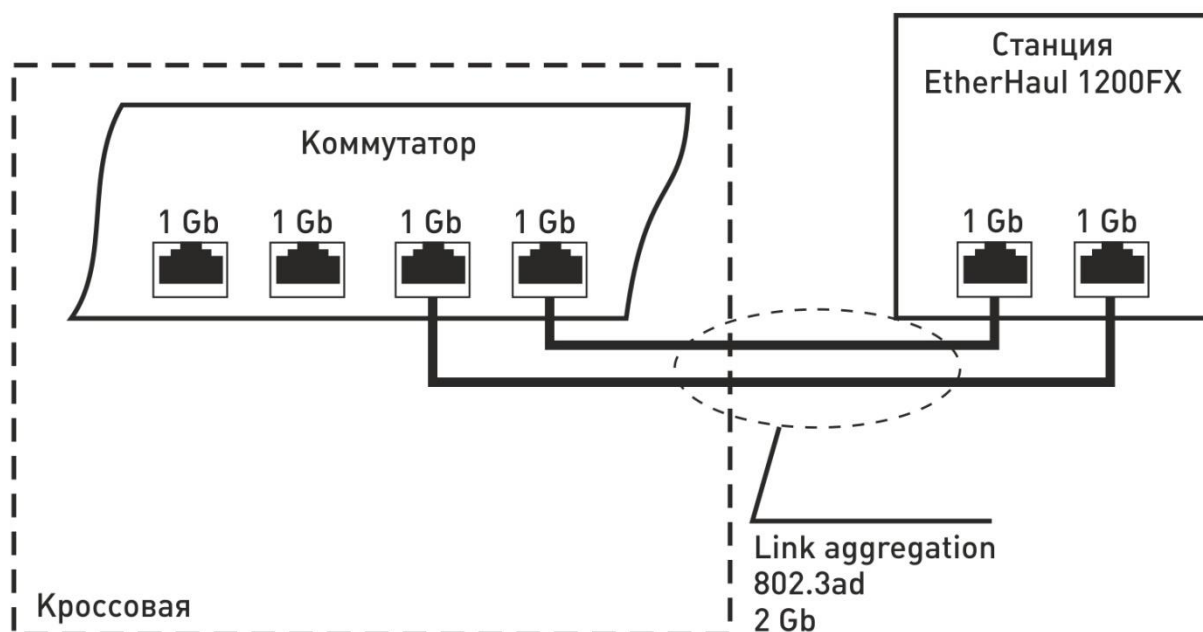 Станция
EtherHaul 1200FX
Коммутатор
1 Gb
1 Gb
1 Gb
1 Gb
1 Gb
1 Gb
Link aggregation
802.3ad
2 Gb
Кроссовая